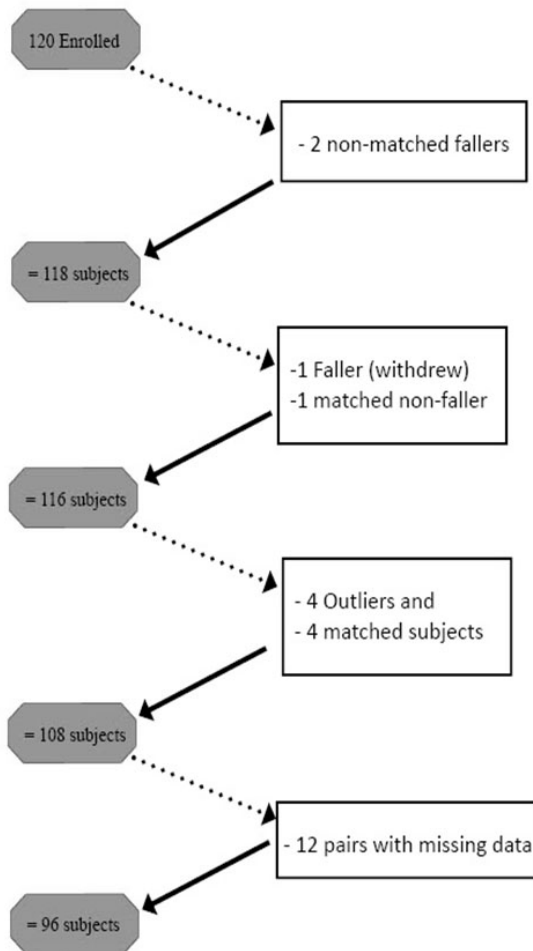 120 Enrolled
- 2 non-matched fallers
= 118 subjects
-1 Faller (withdrew)
-1 matched non-faller
= 116 subjects
- 4 Outliers and
- 4 matched subjects
= 108 subjects
- 12 pairs with missing data
= 96 subjects